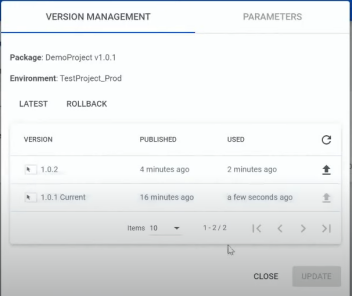 VERSION MANAGEMENT
PARAMETERS
Package: DemoProject v1.0.1
Environment: TestProject_Prod
LATEST ROLLBACK
VERSION PUBLISHED USED
1.0.2 4 minutes ago 2 minutes ago
1.0.1 Current 16 minutes ago a few seconds ago
Items 10 1 - 2 / 2
CLOSE UPDATE